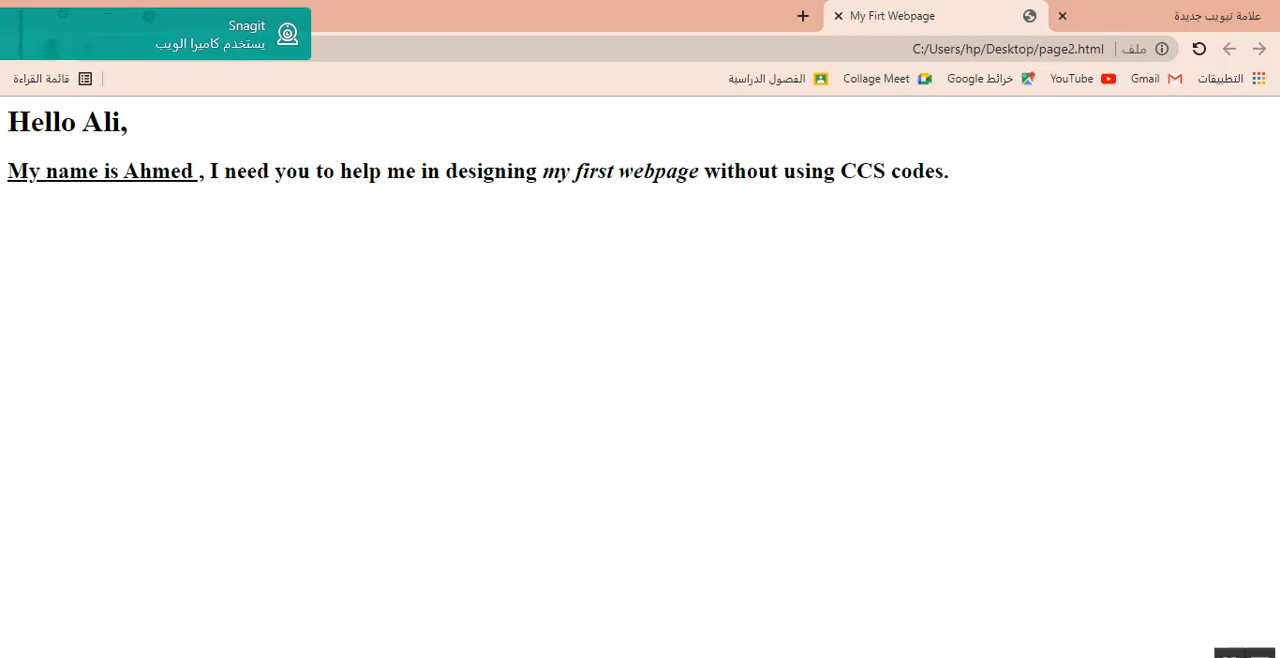 Snagit
يستخدم كاميرا الويب
My Firt Webpage
علامة تبويب جديدة
C:/Users/hp/Desktop/page2.html
ملف
التطبيقات
Gmail
YouTube
خرائط Google
Collage Meet
الفصول الدراسية
قائمة القراءة
Hello Ali,
My name is Ahmed , I need you to help me in designing my first webpage without using CCS codes.